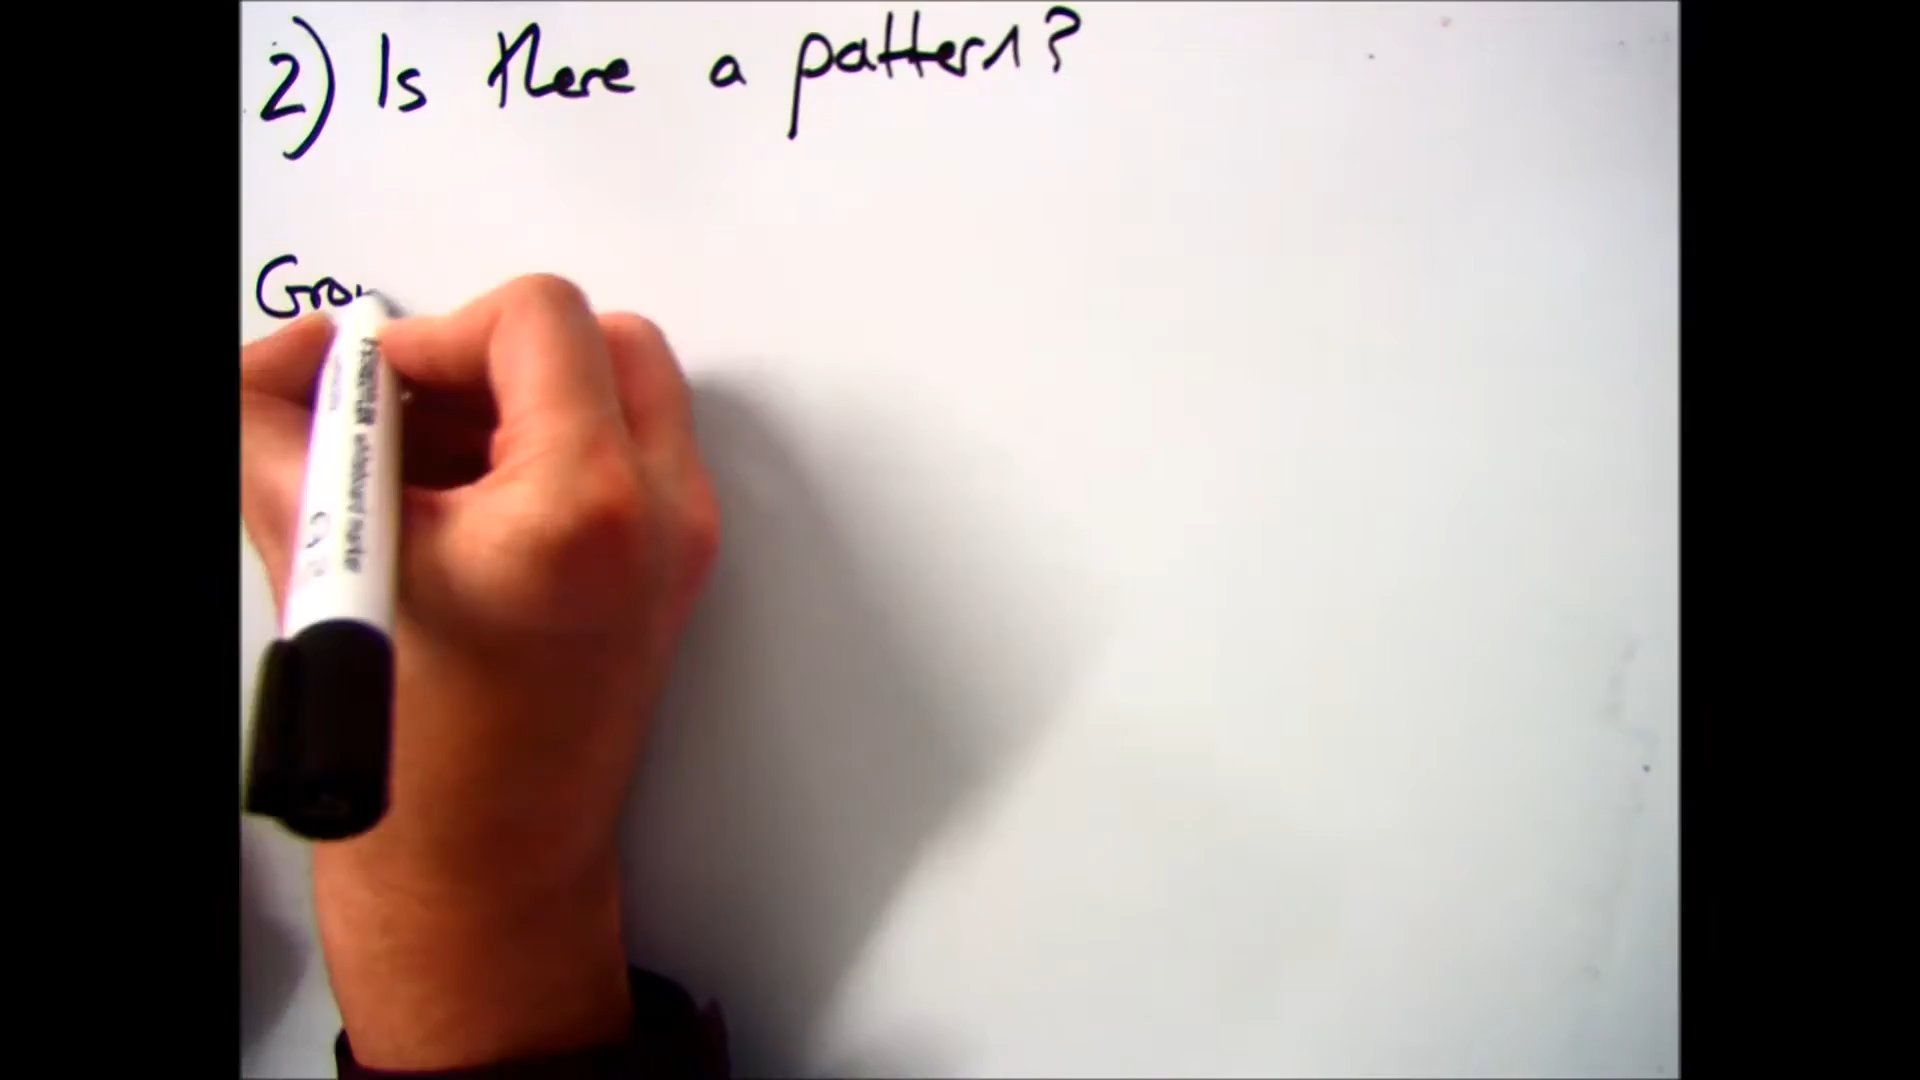 2) Is there a pattern?
Gro